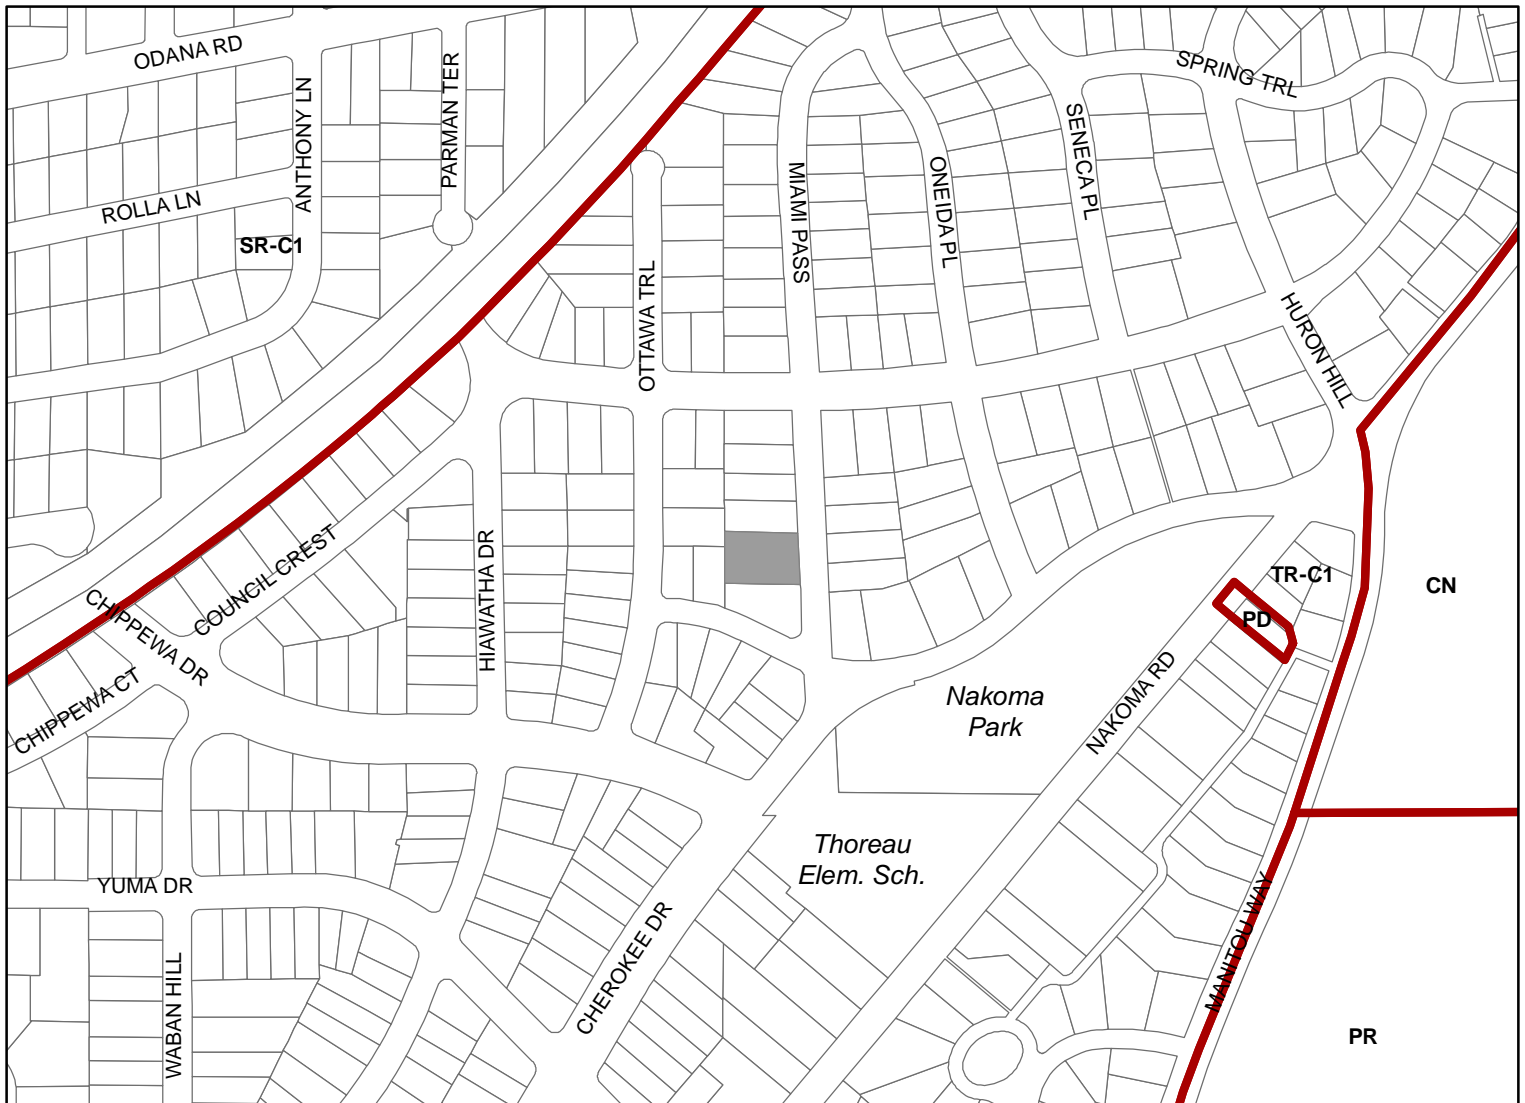 ODANA RD
PARMAN TER
ANTHONY LN
SPRING TRL
SENECA PL
ONEIDA PL
MIAMI PASS
ROLLA LN
SR-C1
OTTAWA TRL
HURON HILL
COUNCIL CREST
HIAWATHA DR
CHIPPEWA DR
CHIPPEWA CT
TR-C1
CN
PD
NAKOMA RD
Nakoma
Park
Thoreau
Elem. Sch.
YUMA DR
MANITOU WAY
CHEROKEE DR
WABAN HILL
PR